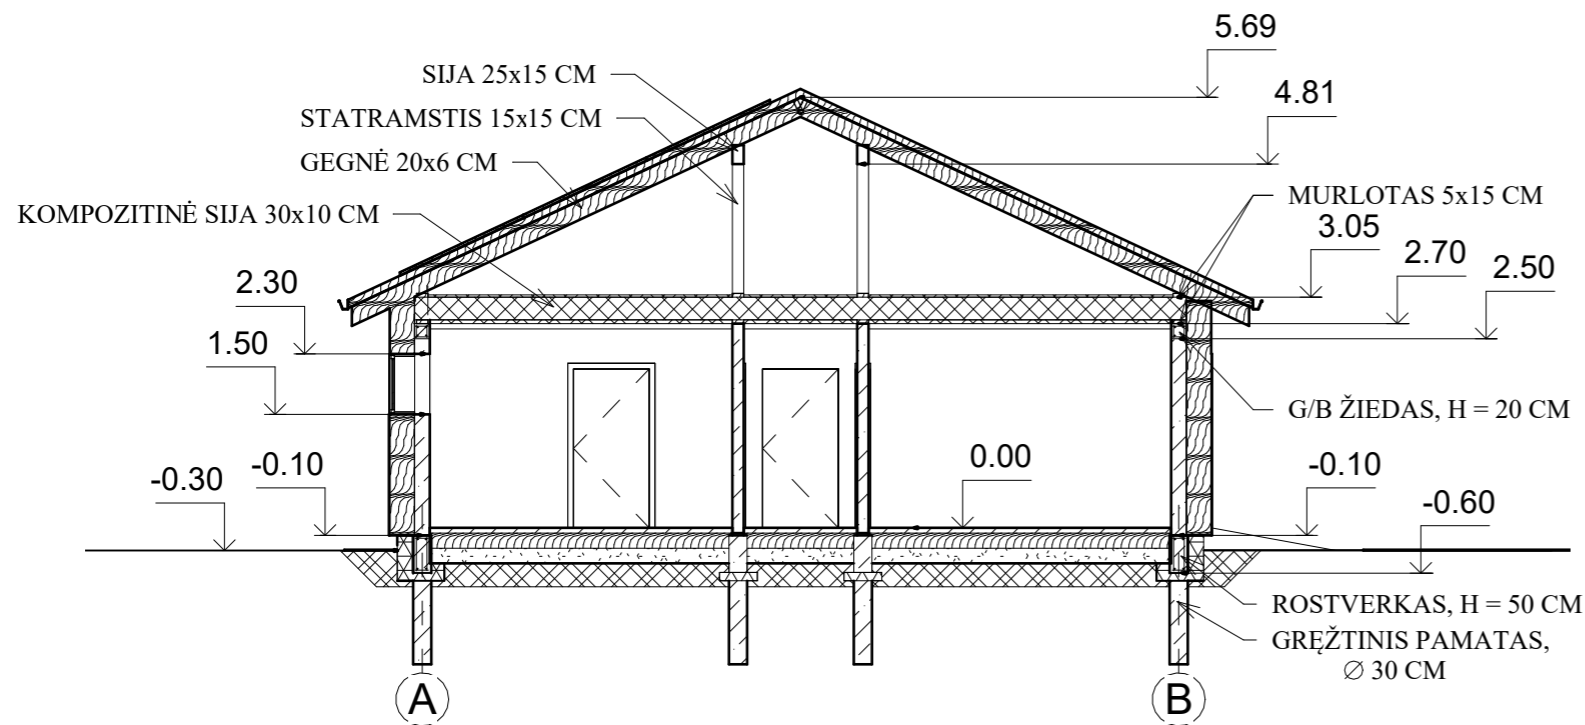 5.69
SIJA 25x15 CM
4.81
STATRAMSTIS 15x15 CM
GEGNĖ 20x6 CM
MURLOTAS 5x15 CM
KOMPOZITINĖ SIJA 30x10 CM
3.05
2.70
2.50
2.30
1.50
G/B ŽIEDAS, H = 20 CM
0.00
-0.10
-0.30
-0.10
-0.60
ROSTVERKAS, H = 50 CM
GRĘŽTINIS PAMATAS,
∅ 30 CM
A
B